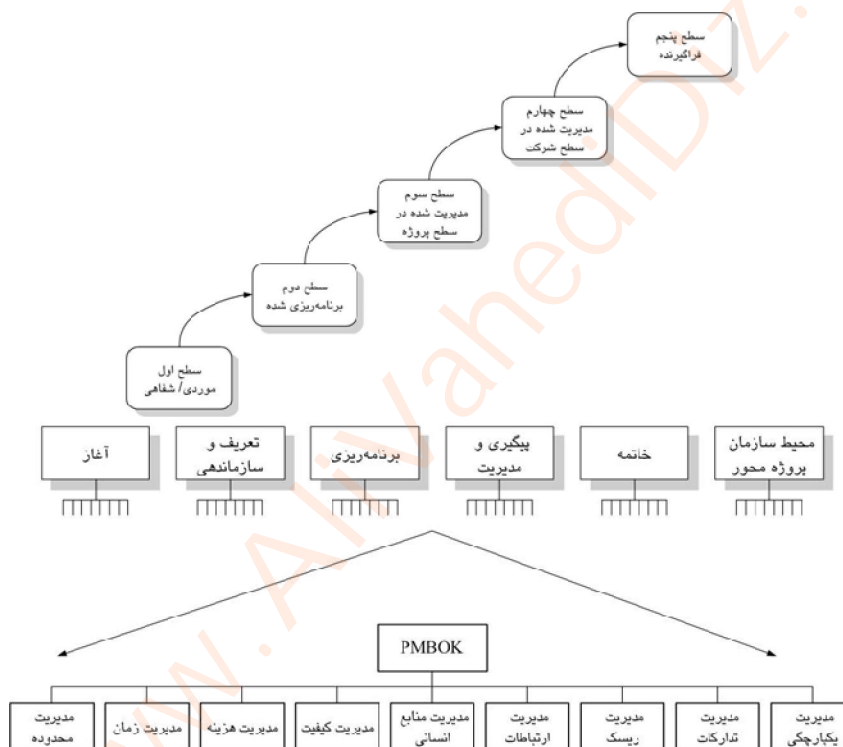 سطح پنجم
فراگیرنده
سطح چهارم
مدیریت شده در
سطح شرکت
سطح سوم
مدیریت شده در
سطح پروژه
سطح دوم
برنامه‌ریزی شده
سطح اول
موردی/ شفاهی
محیط سازمان
پروژه محور
خاتمه
پیگیری و
مدیریت
برنامه‌ریزی
تعریف و
سازماندهی
آغاز
PMBOK
مدیریت
یکپارچگی
مدیریت
تدارکات
مدیریت
ریسک
مدیریت
ارتباطات
مدیریت منابع
انسانی
مدیریت کیفیت
مدیریت هزینه
مدیریت زمان
مدیریت
محدوده
www.AliVahediDiz.